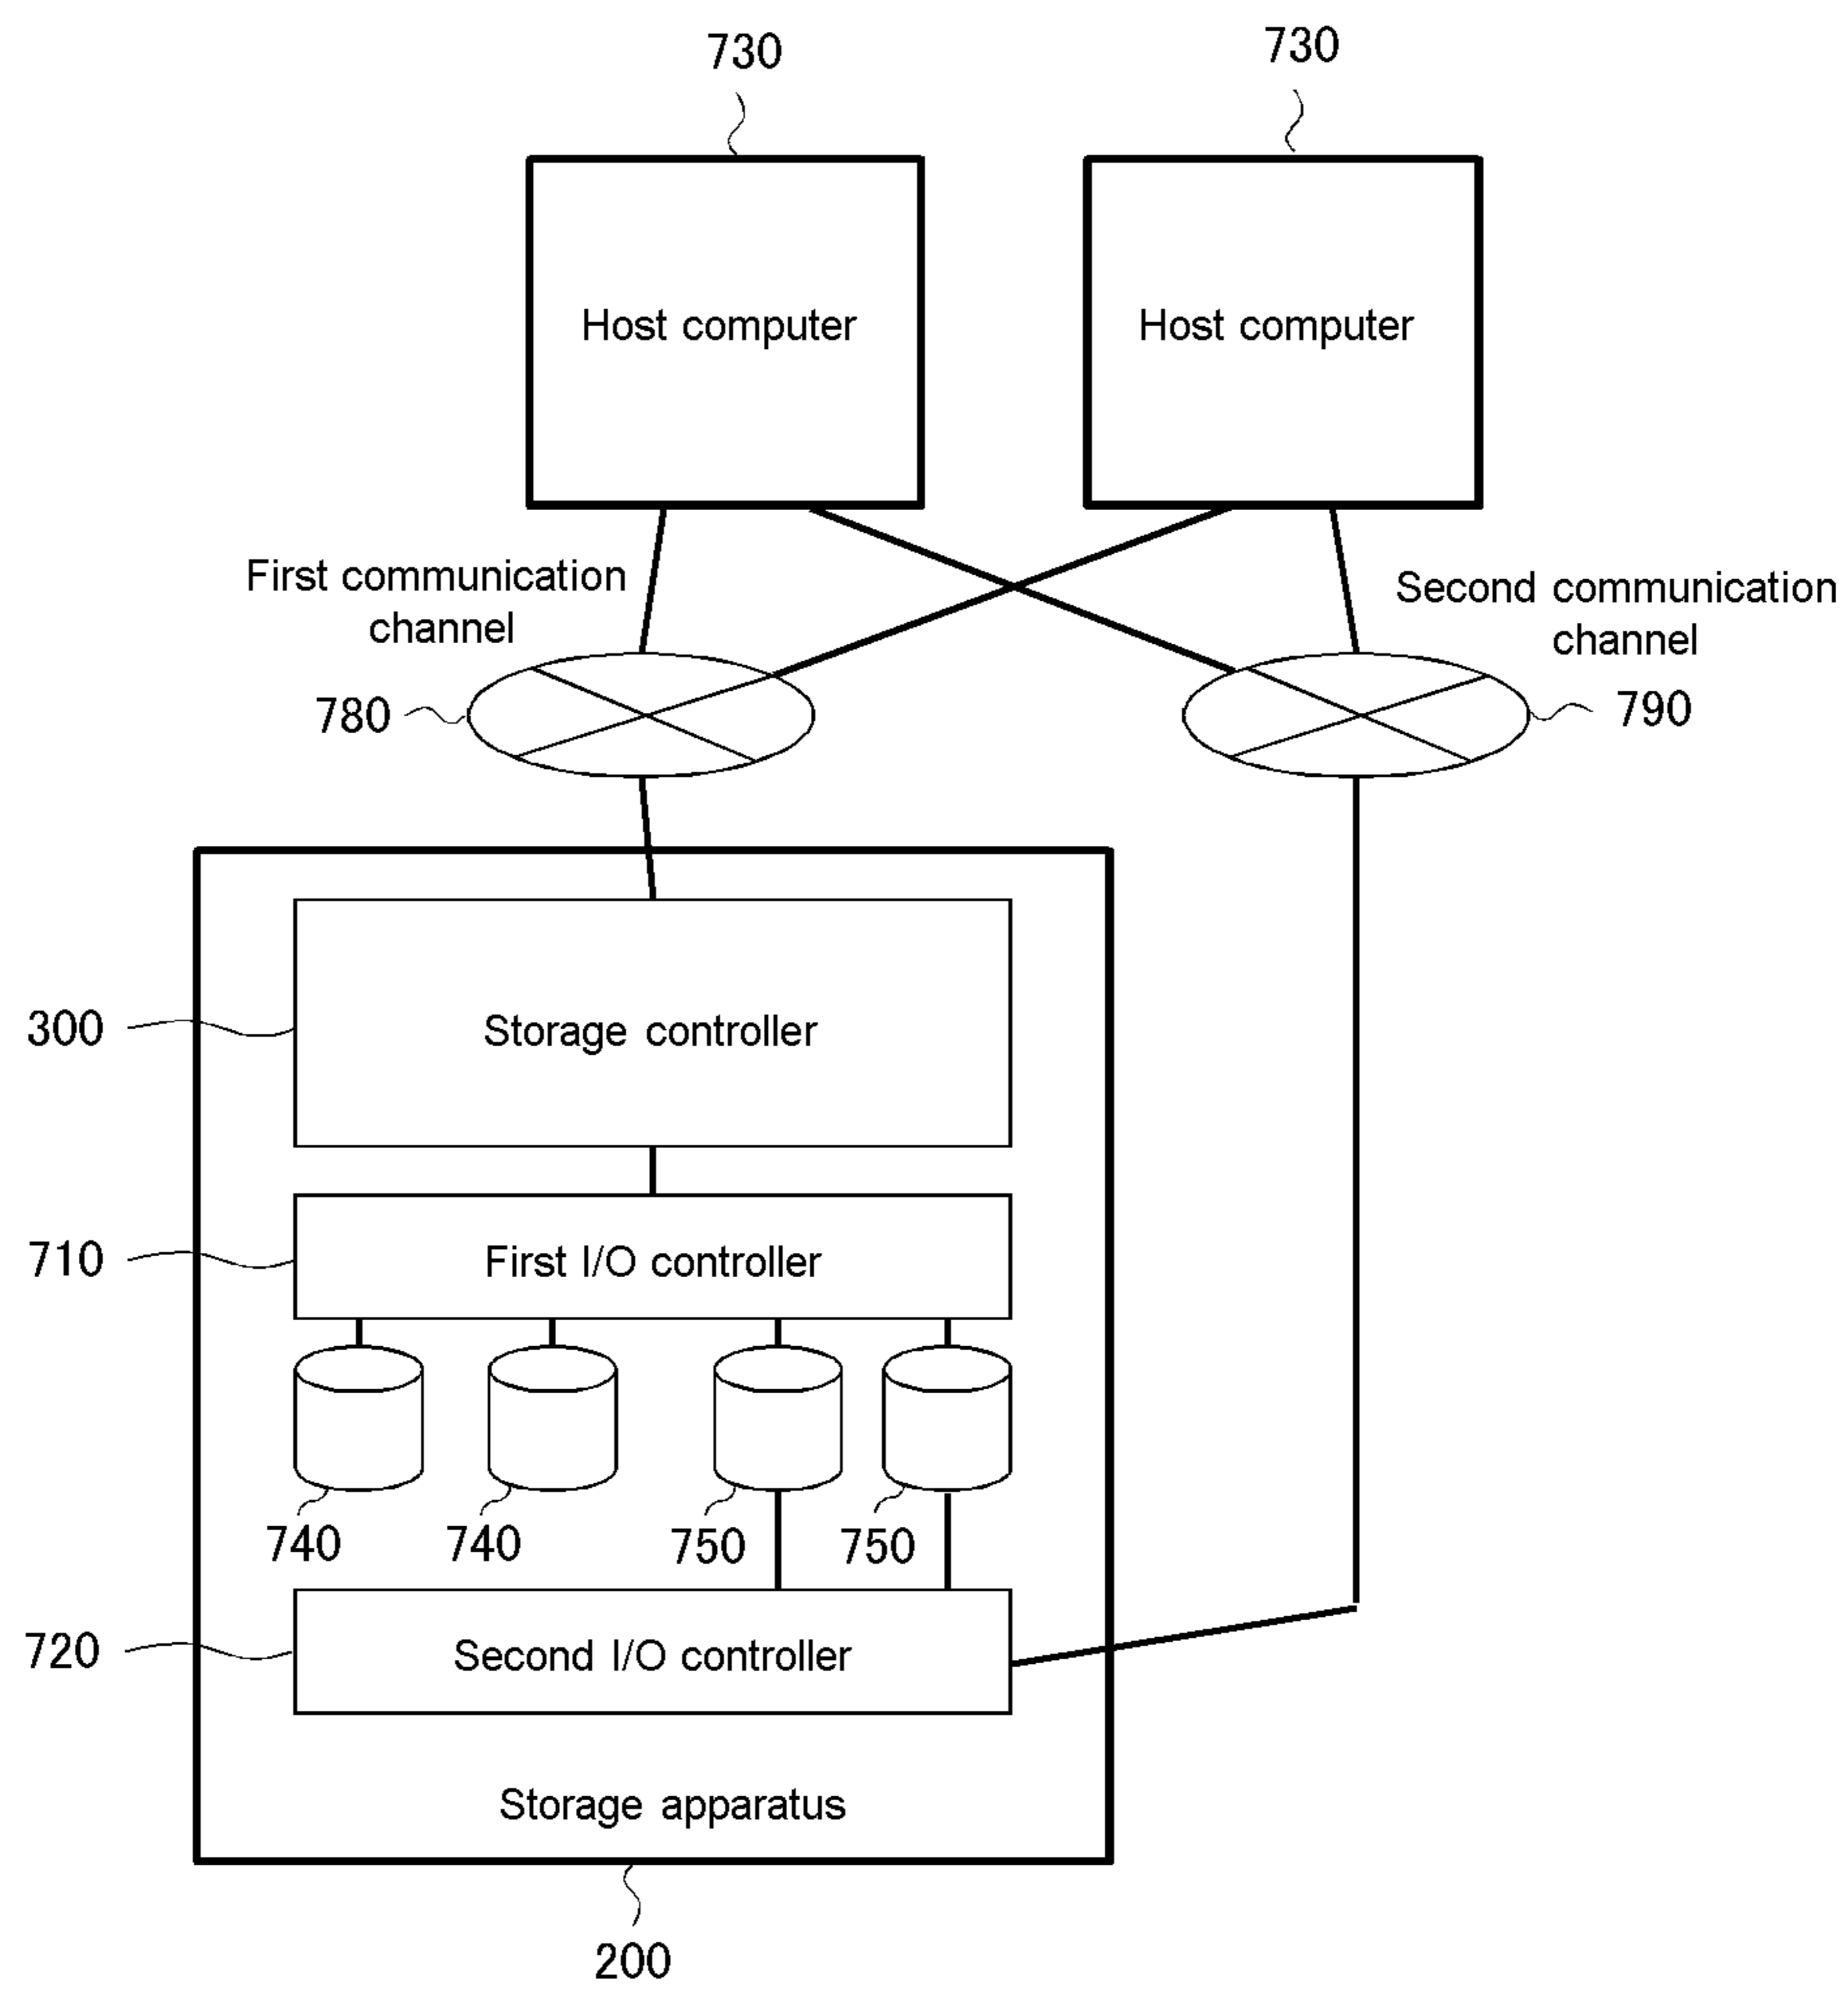 730
730
Host computer
Host computer
First communication
channel
Second communication
channel
780
790
300
Storage controller
710
First I/O controller
740
740
750
750
720
Second I/O controller
Storage apparatus
200